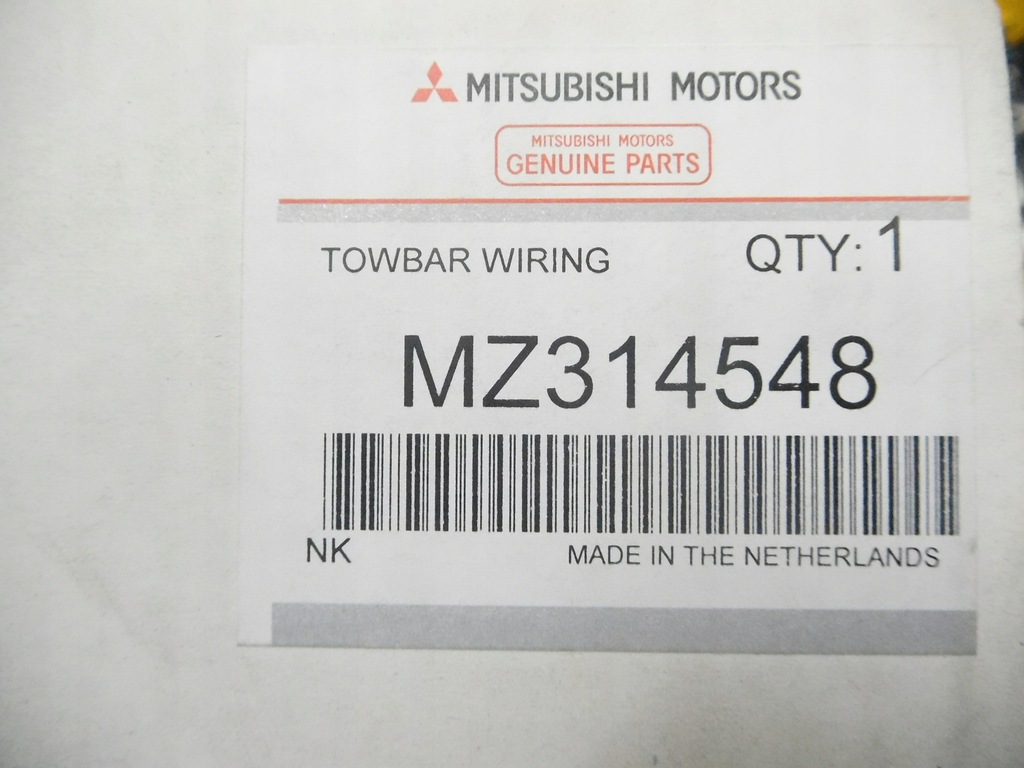 MITSUBISHI MOTORS
MITSUBISHI MOTORS
GENUINE PARTS
TOWBAR WIRING QTY: 1
MZ314548
NK MADE IN THE NETHERLANDS